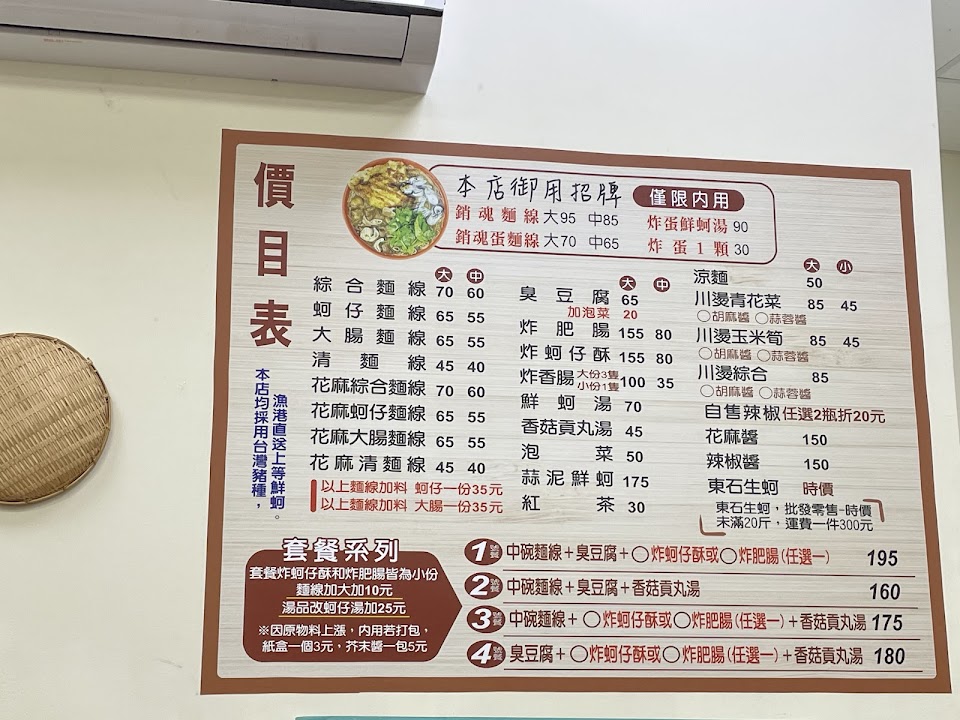 價目表
本店均採用台灣豬種，
漁港直送上等鮮蚵。
本店御用招牌 僅限內用
銷魂麵線 大95 中85 炸蛋鮮蚵湯 90
銷魂蛋麵線 大70 中65 炸蛋1顆 30
大 中
綜合麵線 70 60
蚵仔麵線 65 55
大腸麵線 65 55
清麵線 45 40
花麻綜合麵線 70 60
花麻蚵仔麵線 65 55
花麻大腸麵線 65 55
花麻清麵線 45 40
以上麵線加料 蚵仔一份35元
以上麵線加料 大腸一份35元
大 中
臭豆腐 65
加泡菜 20
炸肥腸 155 80
炸蚵仔酥 155 80
炸香腸 大份3隻 小份1隻 100 35
鮮蚵湯 70
香菇貢丸湯 45
泡菜 50
蒜泥鮮蚵 175
紅茶 30
大 小
涼麵 50
川燙青花菜 85 45
○胡麻醬 ○蒜蓉醬
川燙玉米筍 85 45
○胡麻醬 ○蒜蓉醬
川燙綜合 85
○胡麻醬 ○蒜蓉醬
自售辣椒任選2瓶折20元
花麻醬 150
辣椒醬 150
東石生蚵 時價
東石生蚵，批發零售-時價
未滿20斤，運費一件300元
套餐系列
套餐炸蚵仔酥和炸肥腸皆為小份
麵線加大加10元
湯品改蚵仔湯加25元
※因原物料上漲，內用若打包，
紙盒一個3元，芥末醬一包5元
1號餐 中碗麵線+臭豆腐+○炸蚵仔酥或○炸肥腸(任選一) 195
2號餐 中碗麵線+臭豆腐+香菇貢丸湯 160
3號餐 中碗麵線+○炸蚵仔酥或○炸肥腸(任選一)+香菇貢丸湯 175
4號餐 臭豆腐+○炸蚵仔酥或○炸肥腸(任選一)+香菇貢丸湯 180